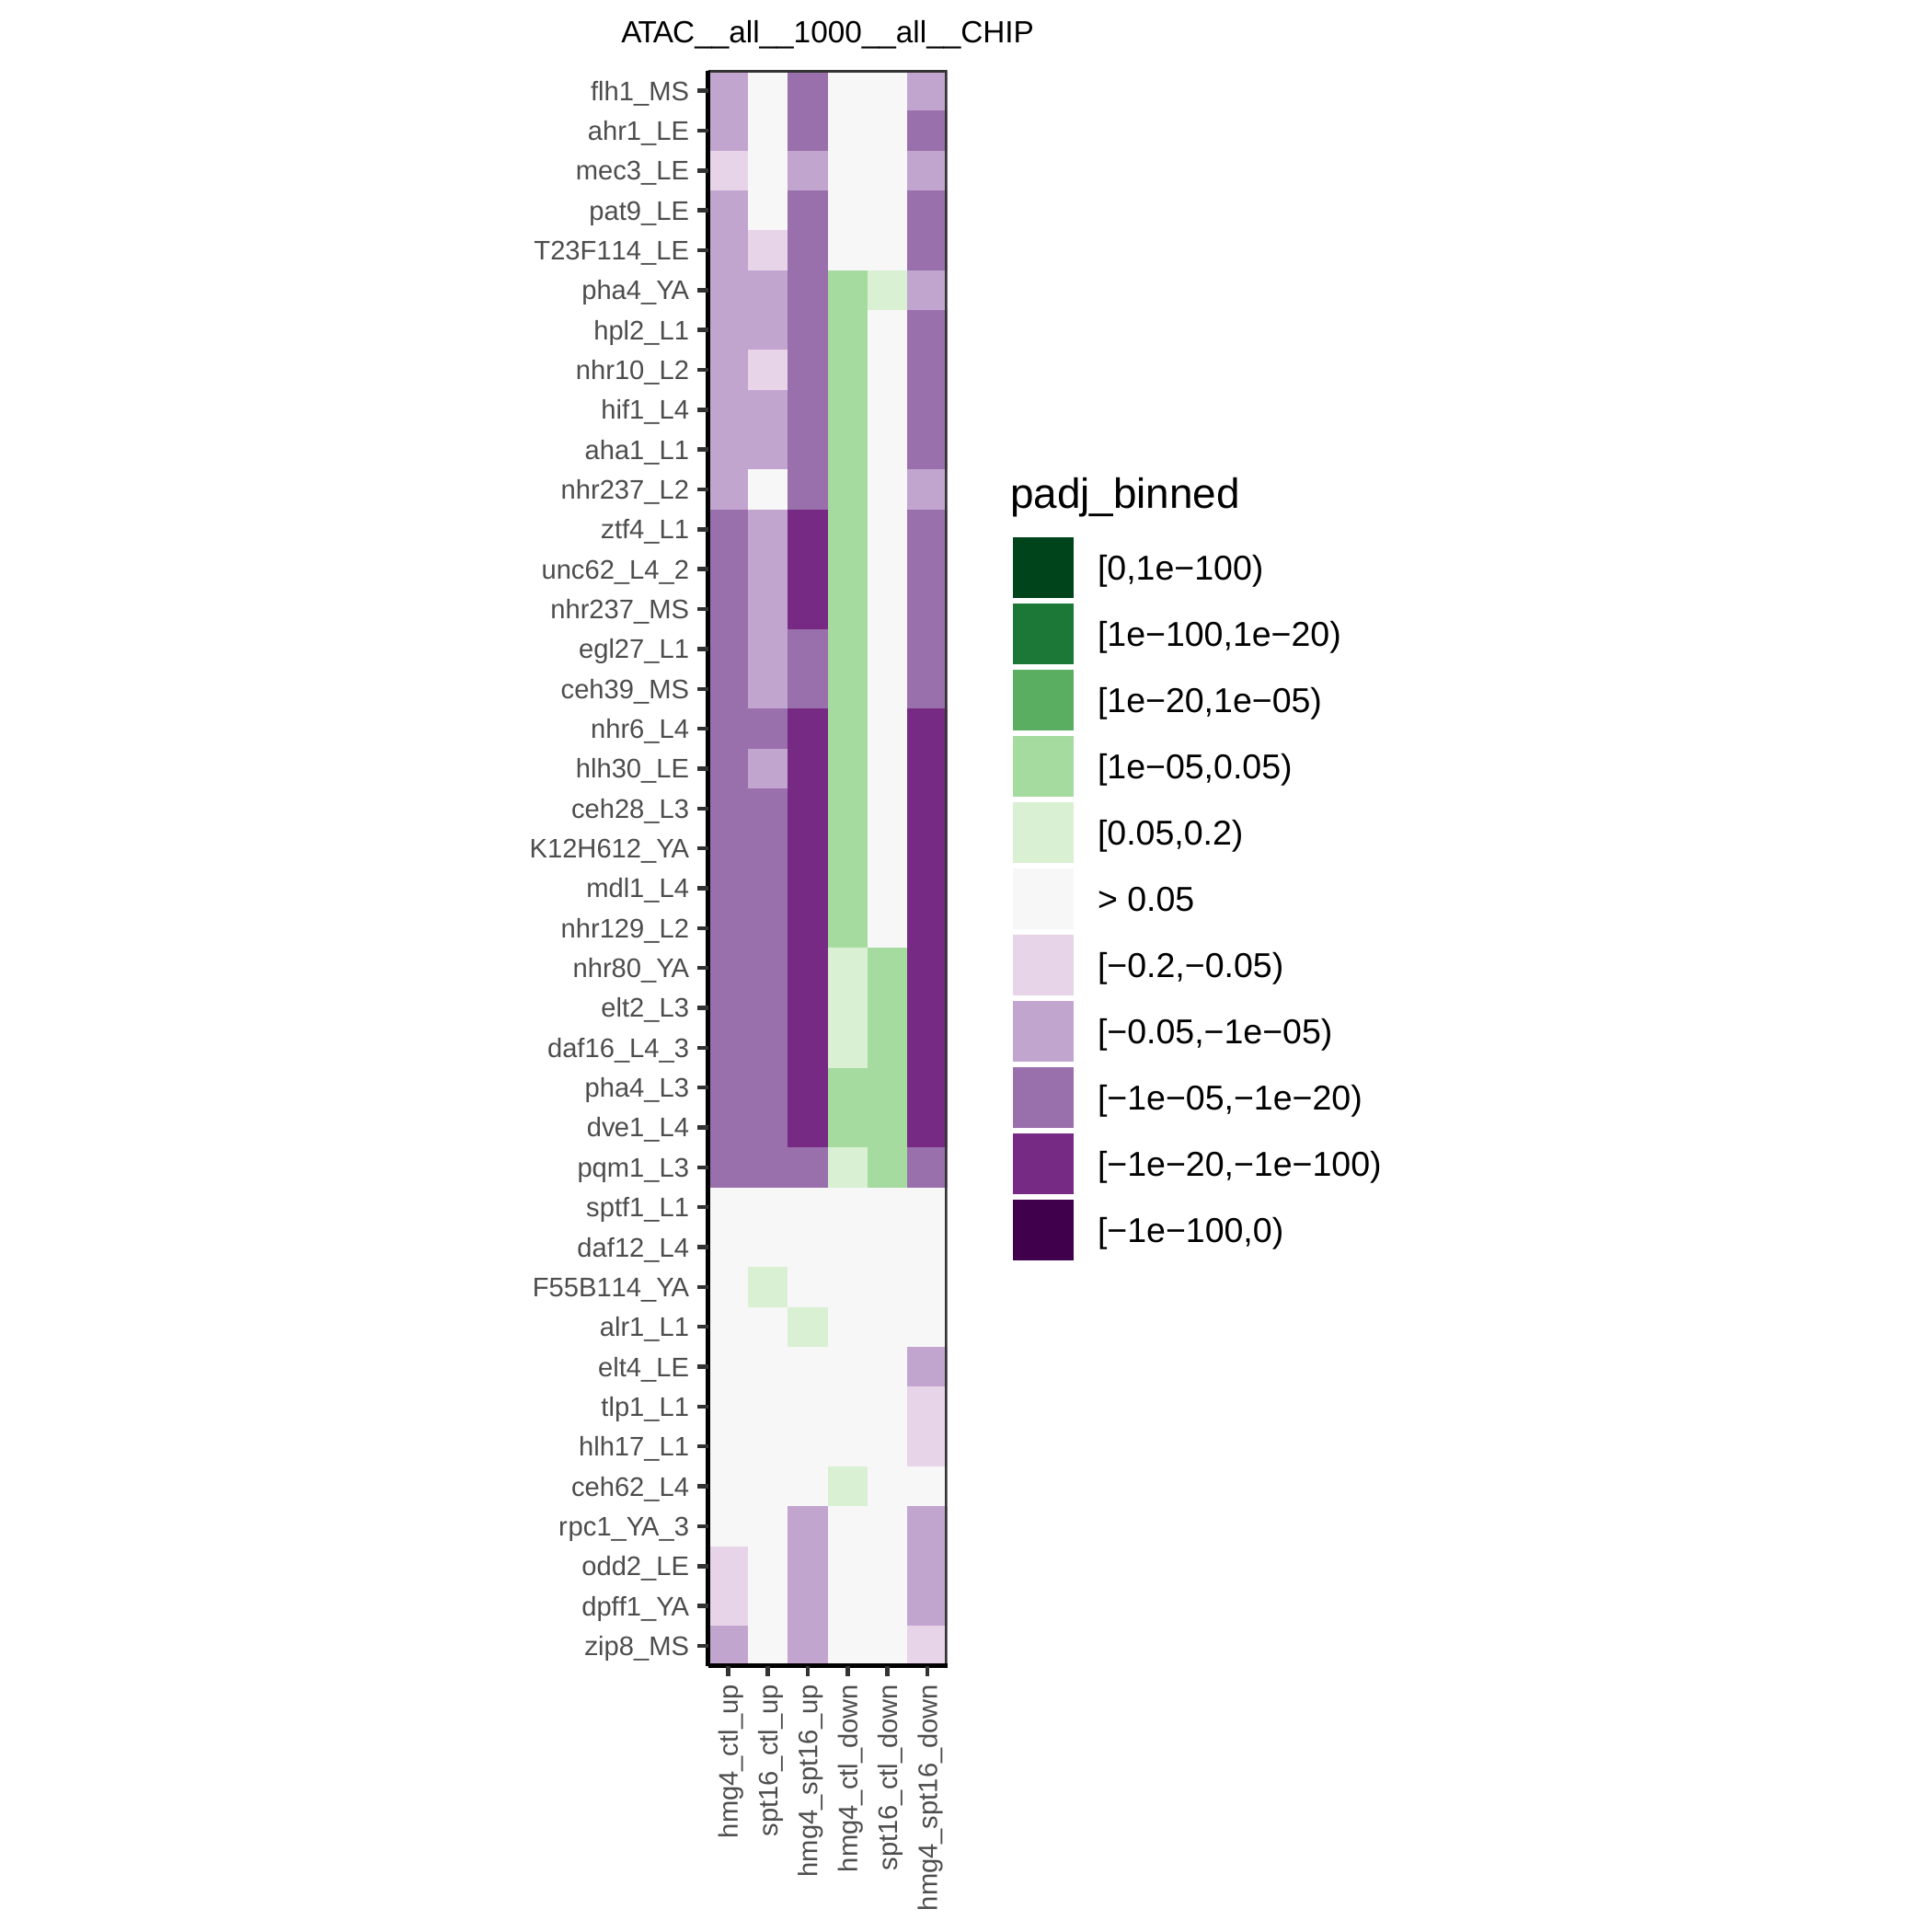 ATAC__all__1000__all__CHIP
flh1_MS
ahr1_LE
mec3_LE
pat9_LE
T23F114_LE
pha4_YA
hpl2_L1
nhr10_L2
hif1_L4
aha1_L1
nhr237_L2
ztf4_L1
unc62_L4_2
nhr237_MS
egl27_L1
ceh39_MS
nhr6_L4
hlh30_LE
ceh28_L3
K12H612_YA
mdl1_L4
nhr129_L2
nhr80_YA
elt2_L3
daf16_L4_3
pha4_L3
dve1_L4
pqm1_L3
sptf1_L1
daf12_L4
F55B114_YA
alr1_L1
elt4_LE
tlp1_L1
hlh17_L1
ceh62_L4
rpc1_YA_3
odd2_LE
dpff1_YA
zip8_MS
hmg4_ctl_up
spt16_ctl_up
hmg4_spt16_up
hmg4_ctl_down
spt16_ctl_down
hmg4_spt16_down
padj_binned
[0,1e−100)
[1e−100,1e−20)
[1e−20,1e−05)
[1e−05,0.05)
[0.05,0.2)
> 0.05
[−0.2,−0.05)
[−0.05,−1e−05)
[−1e−05,−1e−20)
[−1e−20,−1e−100)
[−1e−100,0)